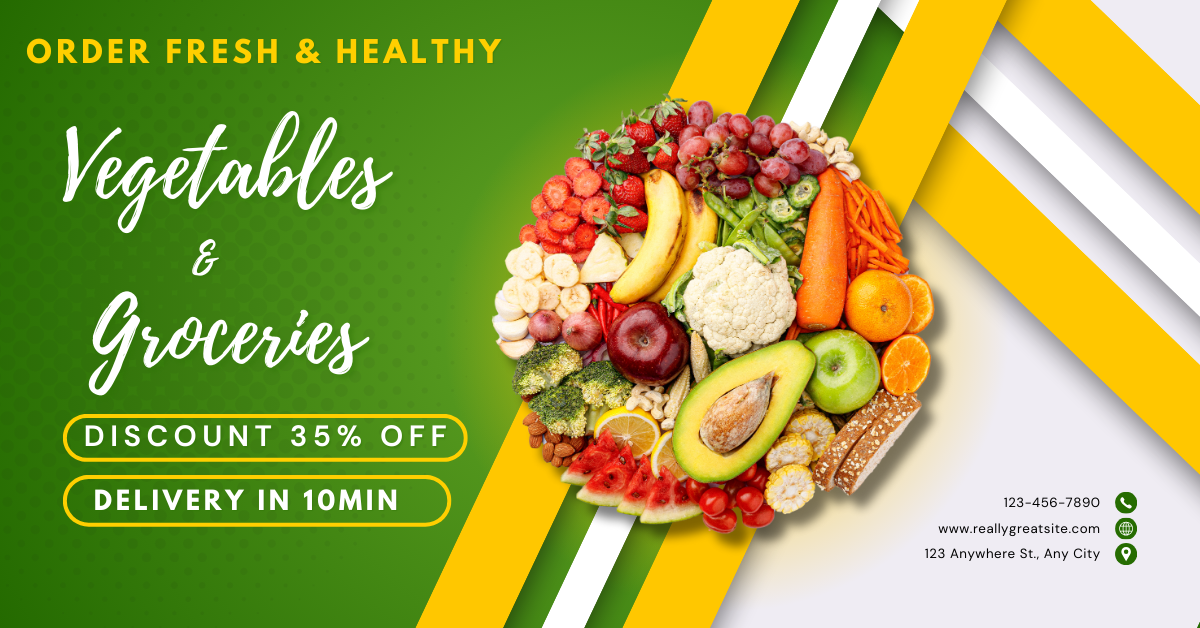 ORDER FRESH & HEALTHY
Vegetables
&
Groceries
DISCOUNT 35% OFF
DELIVERY IN 10MIN
123-456-7890
www.reallygreatsite.com
123 Anywhere St., Any City